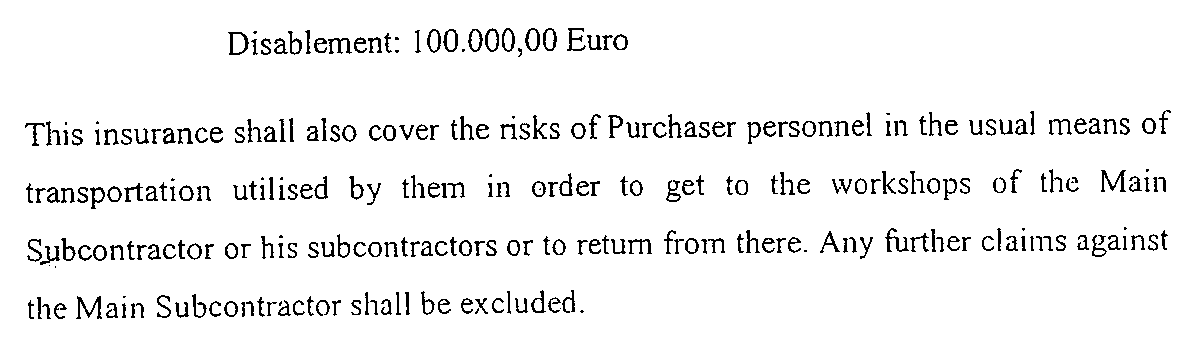 Disablement: 100.000,00 Euro
This insurance shall also cover the risks of Purchaser personnel in the usual means of
transportation utilised by them in order to get to the workshops of the Main
Subcontractor or his subcontractors or to return from there. Any further claims against
the Main Subcontractor shall be excluded.